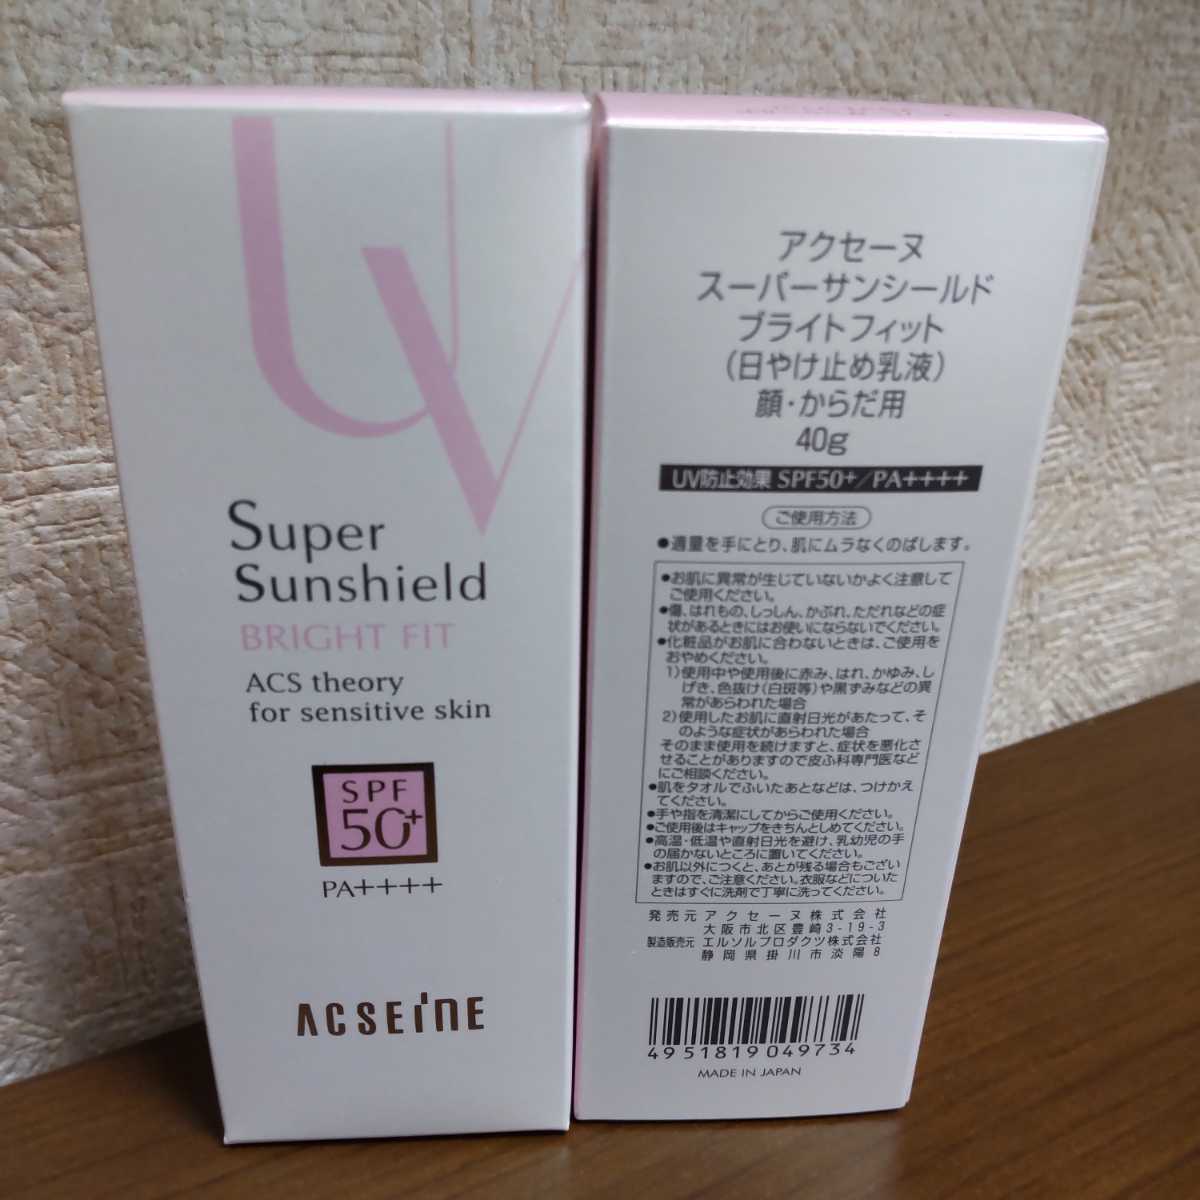 UV
Super
Sunshield
BRIGHT FIT
ACS theory
for sensitive skin
SPF
50+
PA++++
ACSEINE
アクセーヌ
スーパーサンシールド
ブライトフィット
（日やけ止め乳液）
顔・からだ用
40g
UV防止効果 SPF50+／PA++++
ご使用方法
●適量を手にとり、肌にムラなくのばします。
●お肌に異常が生じていないかよく注意して
ご使用ください。
●傷、はれもの、しっしん、かぶれ、ただれなどの症
状があるときにはお使いにならないでください。
●化粧品がお肌に合わないときは、ご使用を
おやめください。
1）使用中や使用後に赤み、はれ、かゆみ、し
げき、色抜け（白斑等）や黒ずみなどの異
常があらわれた場合
2）使用したお肌に直射日光があたって、そ
のような症状があらわれた場合
そのまま使用を続けますと、症状を悪化さ
せることがありますので皮ふ科専門医など
にご相談ください。
●肌をタオルでふいたあとなどは、つけかえ
てください。
●手や指を清潔にしてからご使用ください。
●ご使用後はキャップをきちんとしめてください。
●高温・低温や直射日光を避け、乳幼児の手
の届かないところに置いてください。
●お肌以外につくと、あとが残る場合もござい
ますので、ご注意ください。衣服などについた
ときはすぐに洗剤で丁寧に洗ってください。
発売元 アクセーヌ株式会社
大阪市北区豊崎3-19-3
製造販売元 エルソルプロダクツ株式会社
静岡県掛川市淡陽8
4951819049734
MADE IN JAPAN